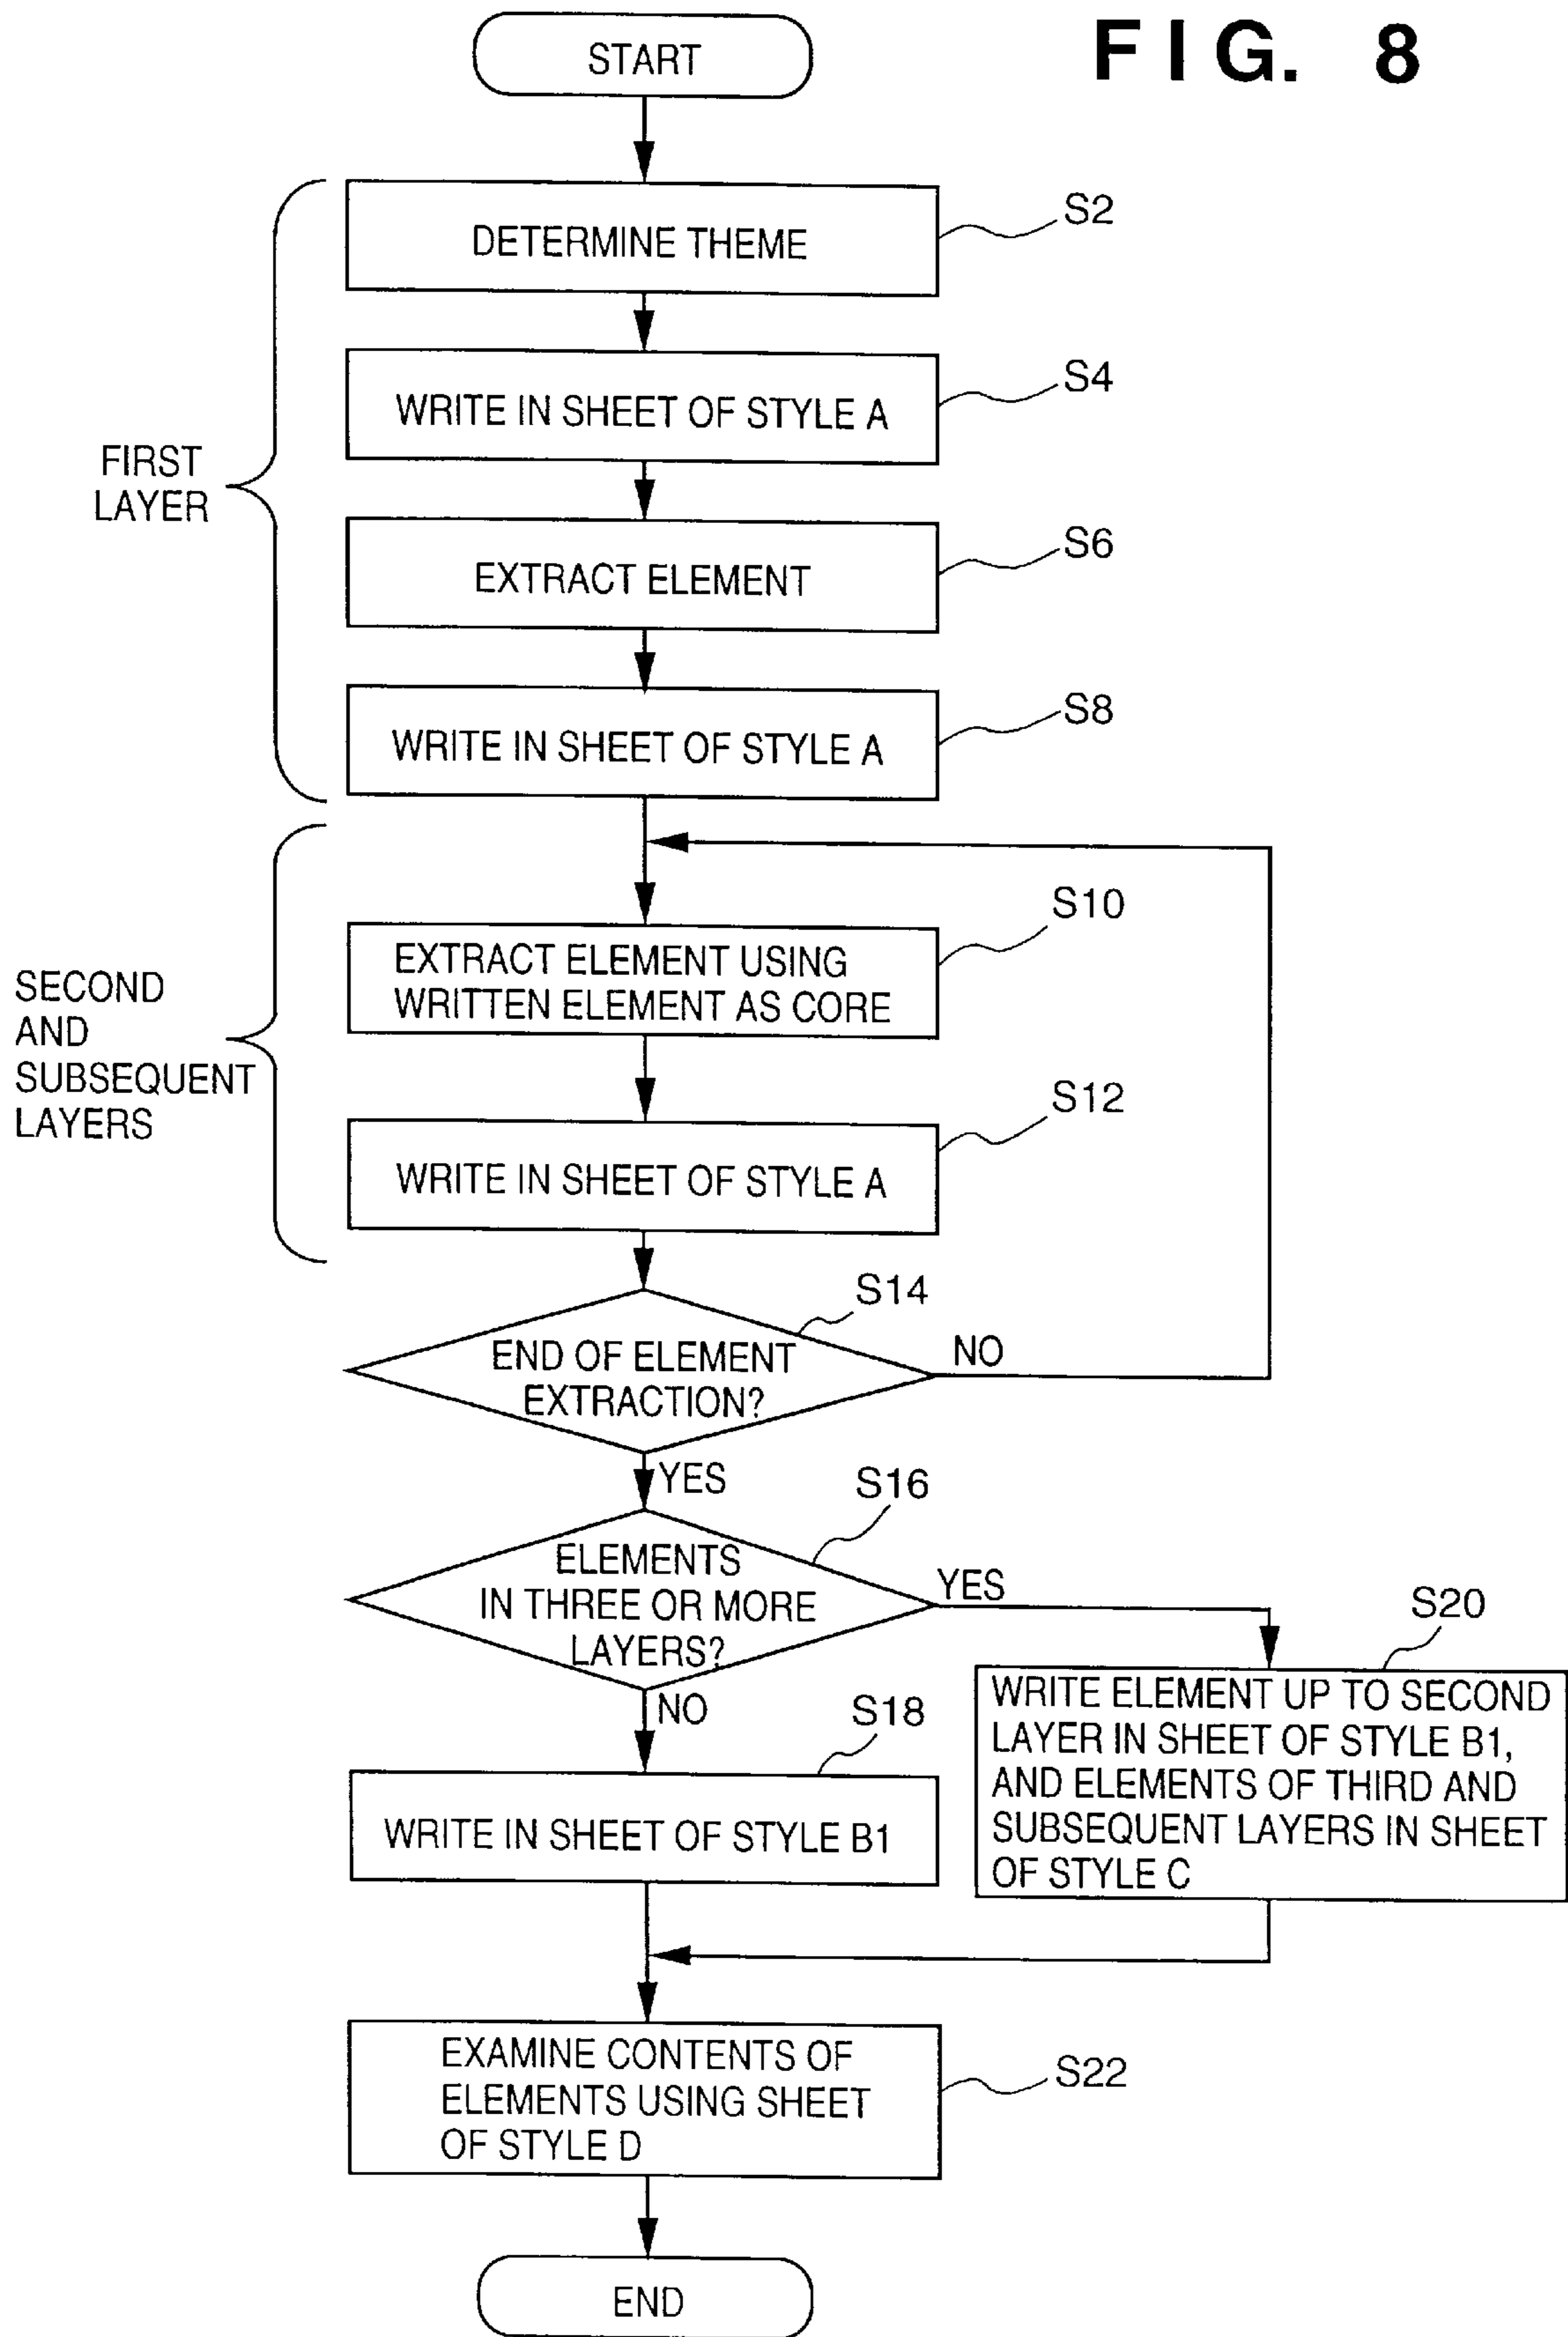 FIG. 8
START
DETERMINE THEME
S2
WRITE IN SHEET OF STYLE A
S4
FIRST
LAYER
EXTRACT ELEMENT
S6
WRITE IN SHEET OF STYLE A
S8
SECOND
AND
SUBSEQUENT
LAYERS
EXTRACT ELEMENT USING
WRITTEN ELEMENT AS CORE
S10
WRITE IN SHEET OF STYLE A
S12
END OF ELEMENT
EXTRACTION?
S14
NO
YES
ELEMENTS
IN THREE OR MORE
LAYERS?
S16
YES
NO
WRITE IN SHEET OF STYLE B1
S18
S20
WRITE ELEMENT UP TO SECOND
LAYER IN SHEET OF STYLE B1,
AND ELEMENTS OF THIRD AND
SUBSEQUENT LAYERS IN SHEET
OF STYLE C
EXAMINE CONTENTS OF
ELEMENTS USING SHEET
OF STYLE D
S22
END